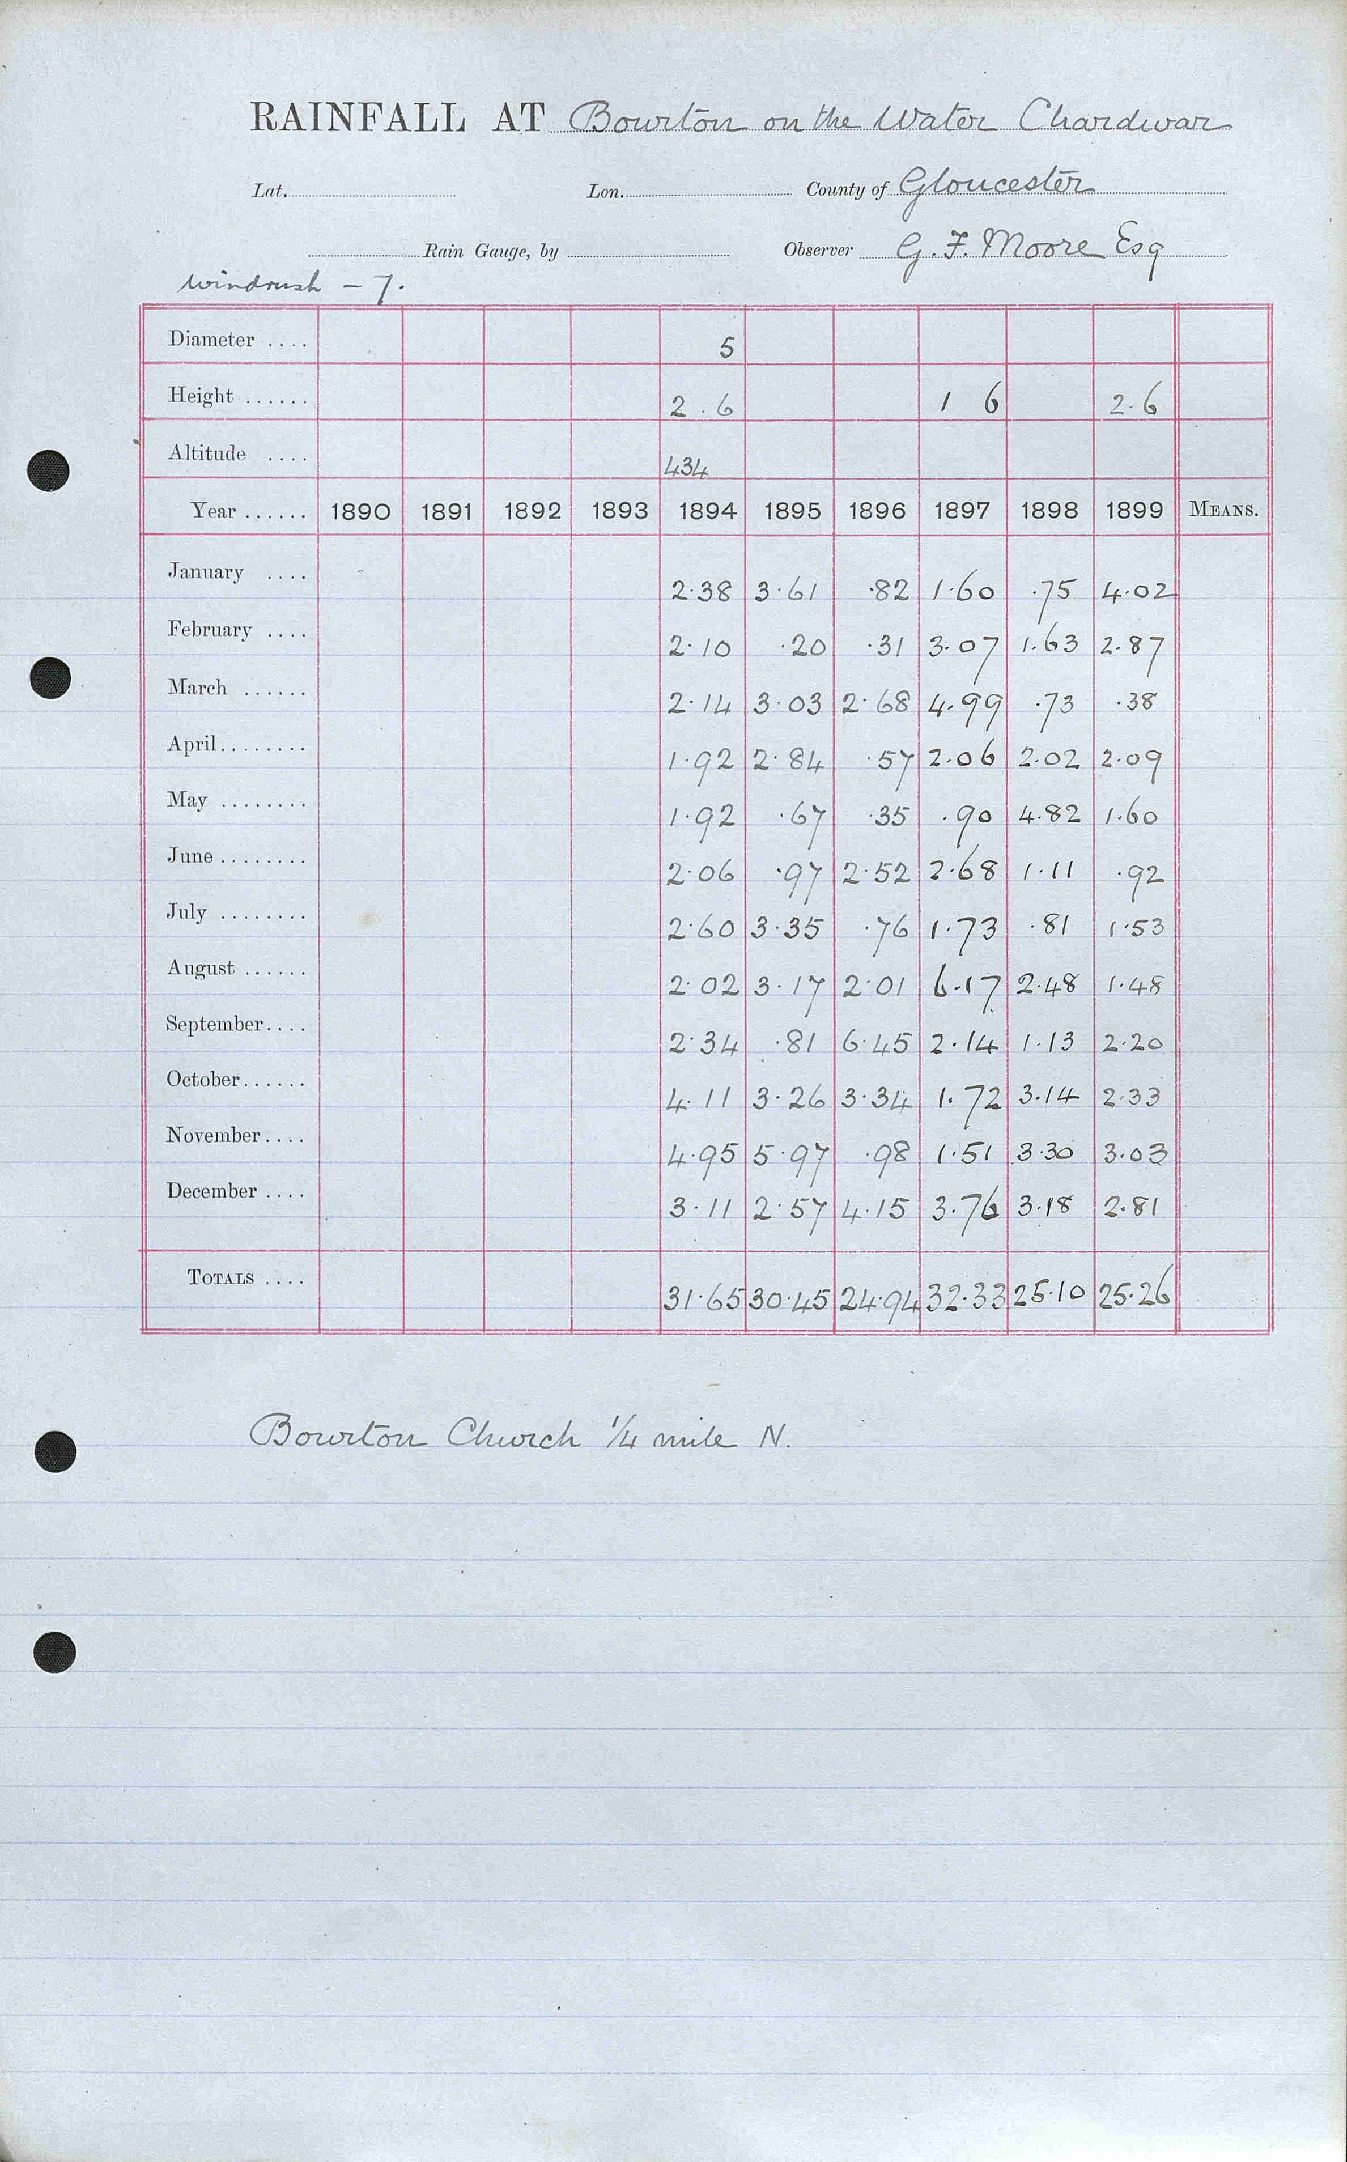 RAINFALL AT Bourton on the Water Chardwar
Lat. Lon. County of Gloucester
Rain Gauge, by Observer G. F. Moore Esq
Windrush – 7.
Diameter .... 5
Height ...... 2.6 1 6 2.6
Altitude .... 434
Year ...... 1890 1891 1892 1893 1894 1895 1896 1897 1898 1899 MEANS.
January .... 2.38 3.61 .82 1.60 .75 4.02
February .... 2.10 .20 .31 3.07 1.63 2.87
March ...... 2.14 3.03 2.68 4.99 .73 .38
April........ 1.92 2.84 .57 2.06 2.02 2.09
May ........ 1.92 .67 .35 .90 4.82 1.60
June ........ 2.06 .97 2.52 2.68 1.11 .92
July ........ 2.60 3.35 .76 1.73 .81 1.53
August ...... 2.02 3.17 2.01 6.17 2.48 1.48
September.... 2.34 .81 6.45 2.14 1.13 2.20
October...... 4.11 3.26 3.34 1.72 3.14 2.33
November.... 4.95 5.97 .98 1.51 3.30 3.03
December .... 3.11 2.57 4.15 3.76 3.18 2.81
TOTALS .... 31.65 30.45 24.94 32.33 25.10 25.26
Bourton Church 1/4 mile N.